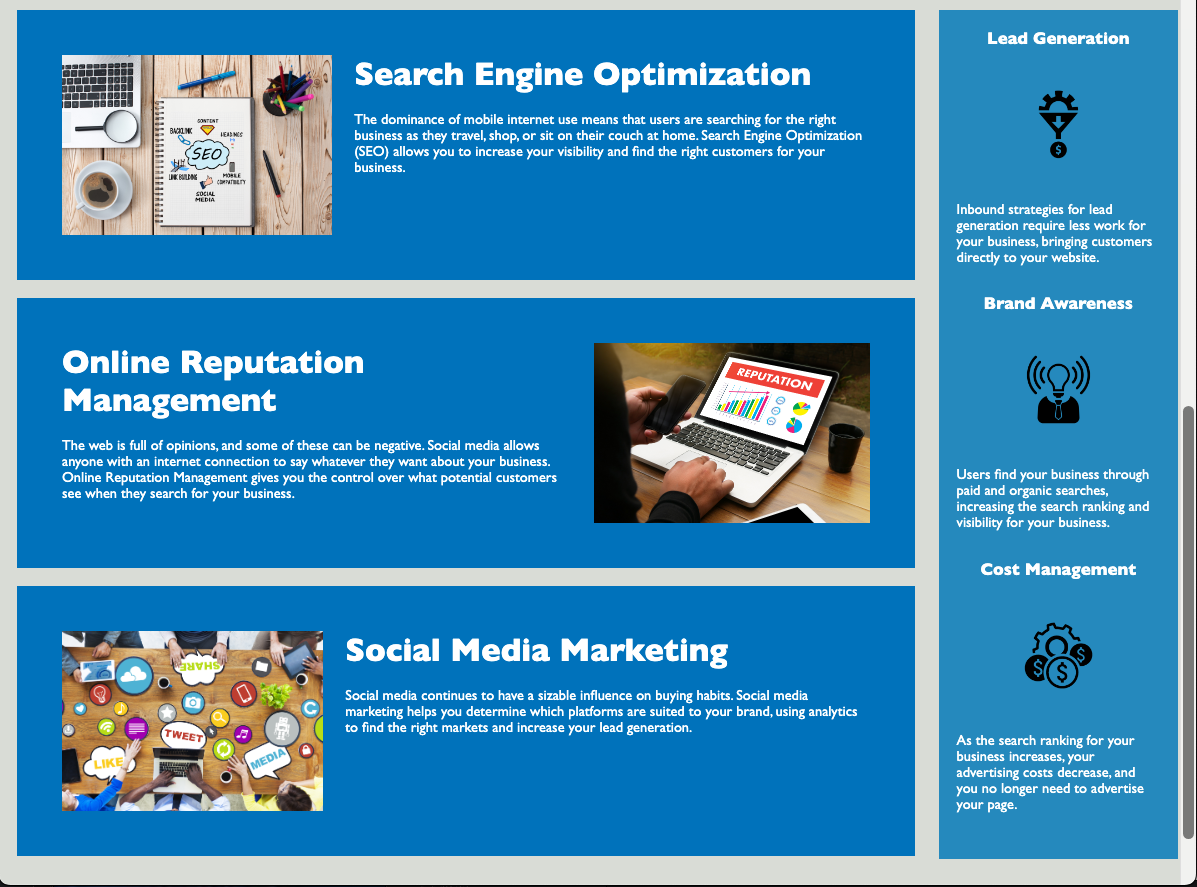 Search Engine Optimization
The dominance of mobile internet use means that users are searching for the right
business as they travel, shop, or sit on their couch at home. Search Engine Optimization
(SEO) allows you to increase your visibility and find the right customers for your
business.
CONTENT
BACKLINK
HEADINGS
SEO
LINK BUILDING
MOBILE
COMPATIBILITY
SOCIAL
MEDIA
Online Reputation
Management
The web is full of opinions, and some of these can be negative. Social media allows
anyone with an internet connection to say whatever they want about your business.
Online Reputation Management gives you the control over what potential customers
see when they search for your business.
REPUTATION
Social Media Marketing
Social media continues to have a sizable influence on buying habits. Social media
marketing helps you determine which platforms are suited to your brand, using analytics
to find the right markets and increase your lead generation.
SHARE
TWEET
LIKE
MEDIA
Lead Generation
$
Inbound strategies for lead
generation require less work for
your business, bringing customers
directly to your website.
Brand Awareness
Users find your business through
paid and organic searches,
increasing the search ranking and
visibility for your business.
Cost Management
$ $ $
As the search ranking for your
business increases, your
advertising costs decrease, and
you no longer need to advertise
your page.